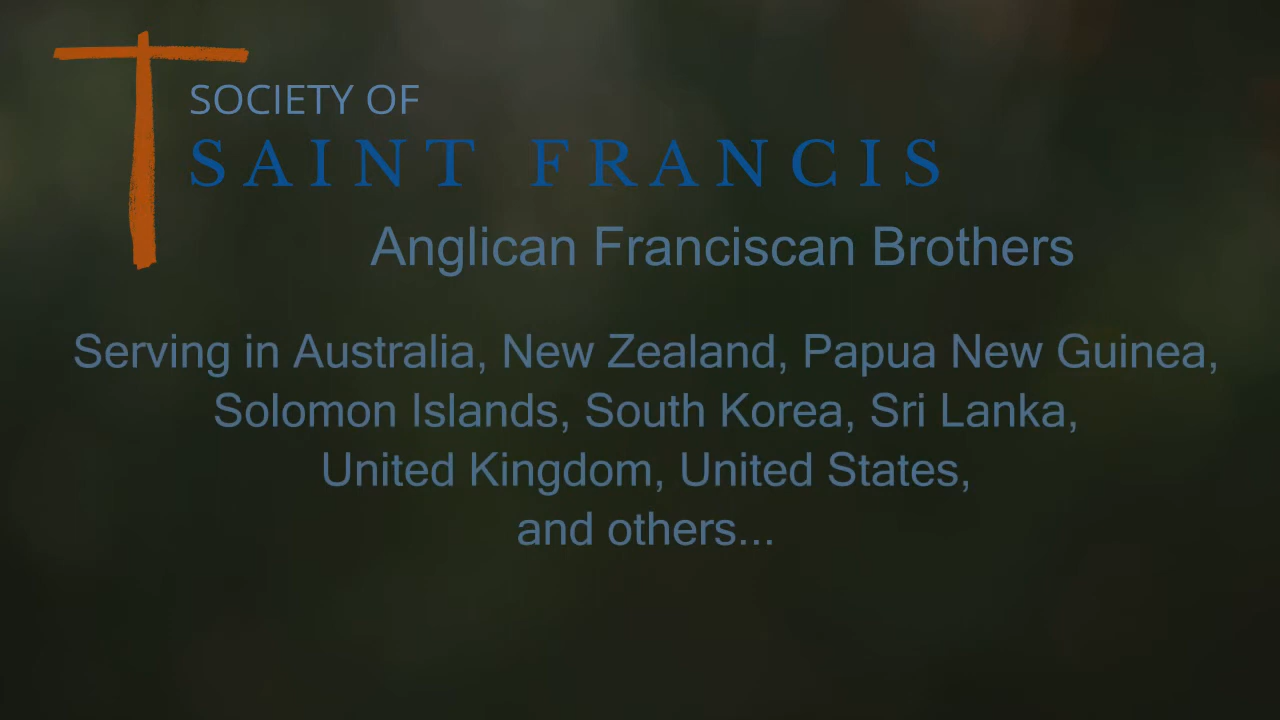 SOCIETY OF
SAINT FRANCIS
Anglican Franciscan Brothers
Serving in Australia, New Zealand, Papua New Guinea,
Solomon Islands, South Korea, Sri Lanka,
United Kingdom, United States,
and others...